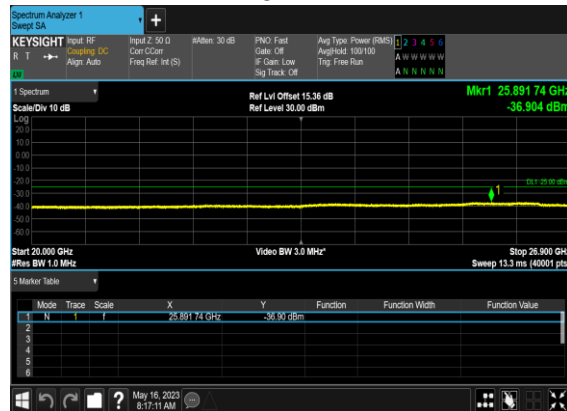 Spectrum Analyzer 1
Swept SA
+
KEYSIGHT Input: RF Input Z: 50 Ω #Atten: 30 dB PNO: Fast Avg Type: Power (RMS) 1 2 3 4 5 6
R T Coupling: DC Corr CCorr Gate: Off Avg|Hold: 100/100 A W W W W W
Align: Auto Freq Ref: Int (S) IF Gain: Low Trig: Free Run
Sig Track: Off A N N N N N
1 Spectrum Ref Lvl Offset 15.36 dB Mkr1 25.891 74 GHz
Scale/Div 10 dB Ref Level 30.00 dBm -36.904 dBm
Log
20.0
10.0
0.00
-10.0
-20.0
DL1 -25.00 dBm
1
-30.0
-40.0
-50.0
-60.0
Start 20.000 GHz Video BW 3.0 MHz* Stop 26.900 GHz
#Res BW 1.0 MHz Sweep 13.3 ms (40001 pts
5 Marker Table
Mode Trace Scale X Y Function Function Width Function Value
1 N 1 f 25.891 74 GHz -36.90 dBm
2
3
4
5
6
? May 16, 2023
8:17:11 AM